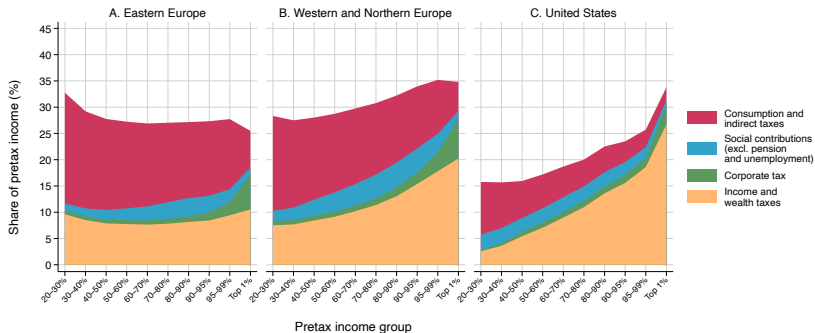 A. Eastern Europe
B. Western and Northern Europe
C. United States
Share of pretax income (%)
45
40
35
30
25
20
15
10
5
0
20-30%
30-40%
40-50%
50-60%
60-70%
70-80%
80-90%
90-95%
95-99%
Top 1%
20-30%
30-40%
40-50%
50-60%
60-70%
70-80%
80-90%
90-95%
95-99%
Top 1%
20-30%
30-40%
40-50%
50-60%
60-70%
70-80%
80-90%
90-95%
95-99%
Top 1%
Pretax income group
Consumption and
indirect taxes
Social contributions
(excl. pension
and unemployment)
Corporate tax
Income and
wealth taxes